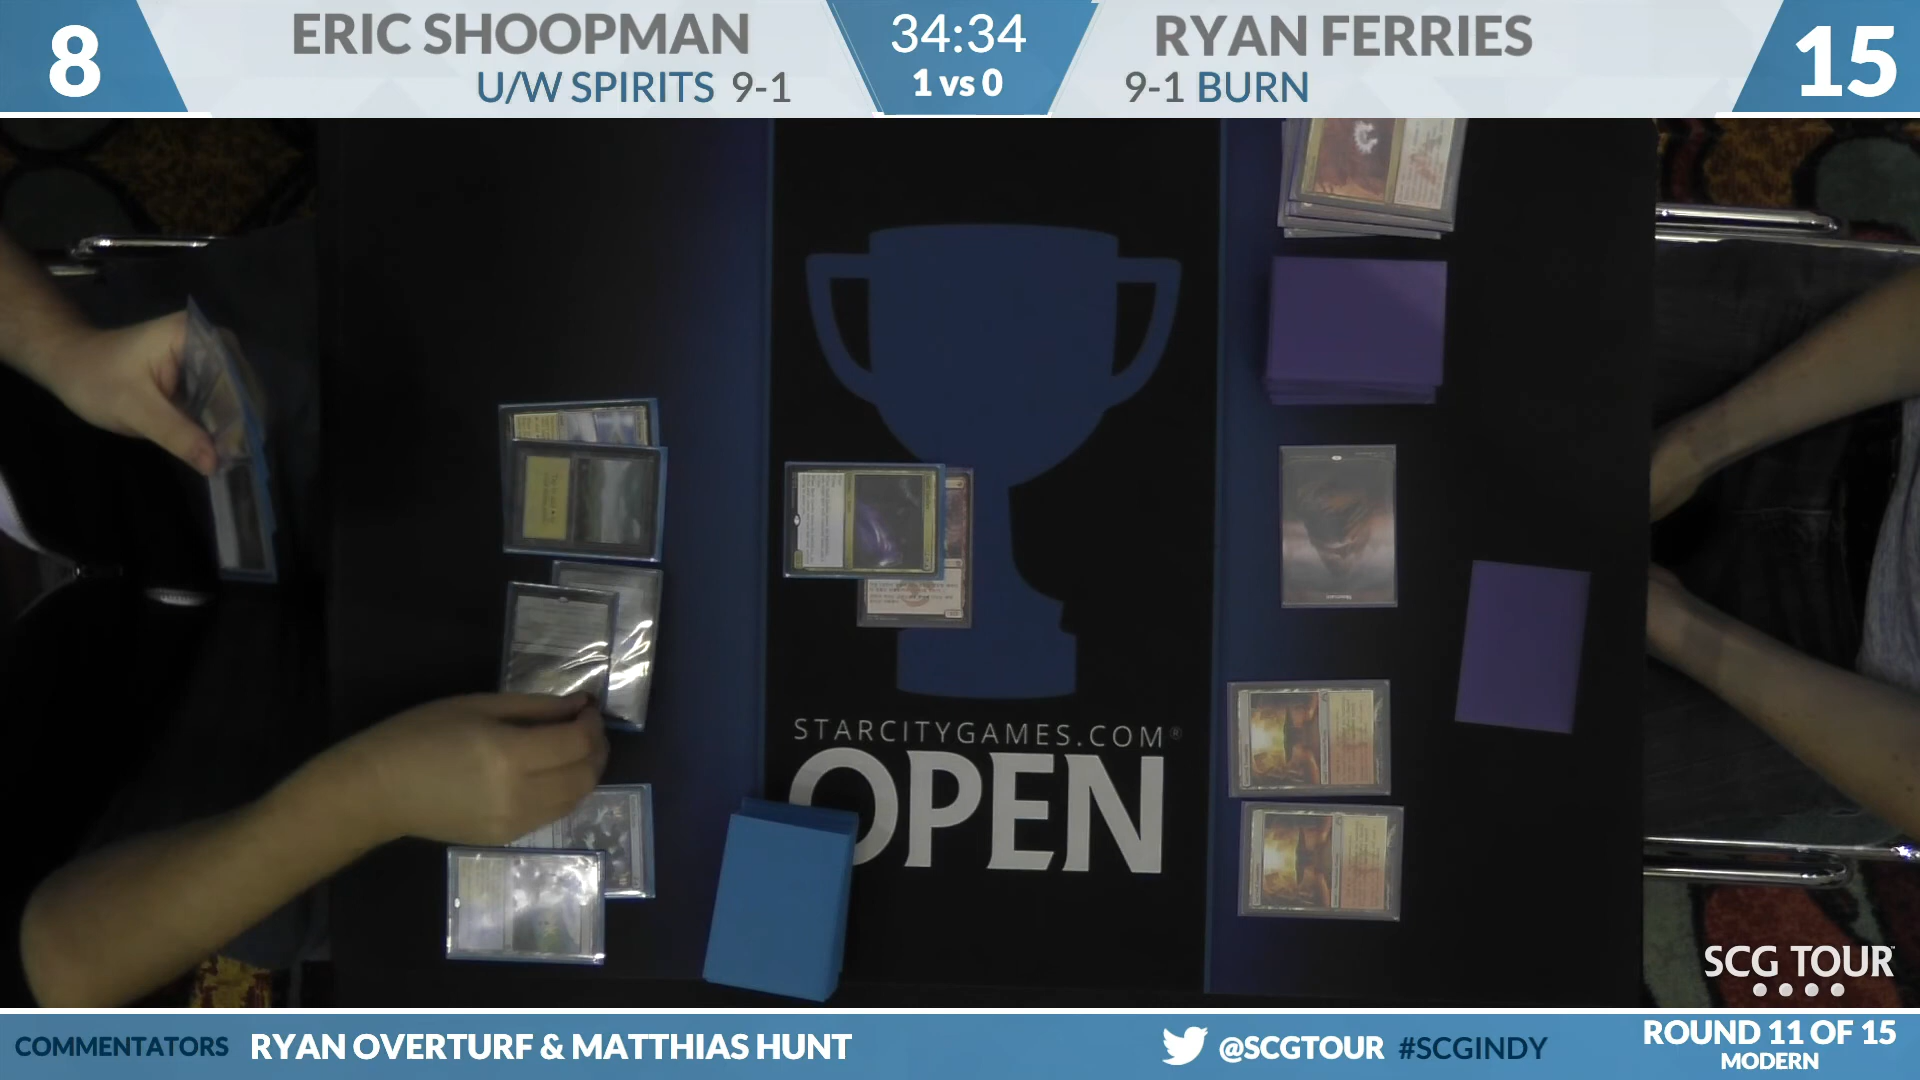 8
ERIC SHOOPMAN
U/W SPIRITS 9-1
34:34
1 vs 0
RYAN FERRIES
9-1 BURN
15
STARCITYGAMES.COM®
OPEN
SCG TOUR
COMMENTATORS RYAN OVERTURF & MATTHIAS HUNT
@SCGTOUR #SCGINDY
ROUND 11 OF 15
MODERN